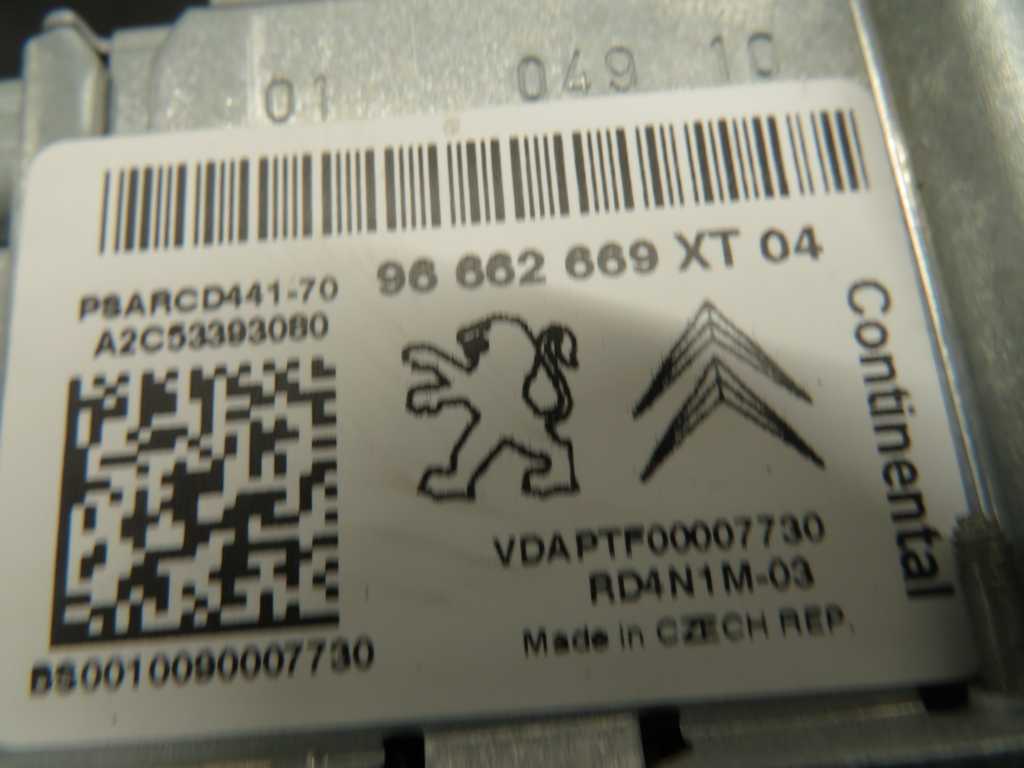 01 049 10
96 662 669 XT 04
PSARCD441-70
A2C53393080
Continental
VDAPTF00007730
RD4N1M-03
Made in CZECH REP.
BS0010090007730